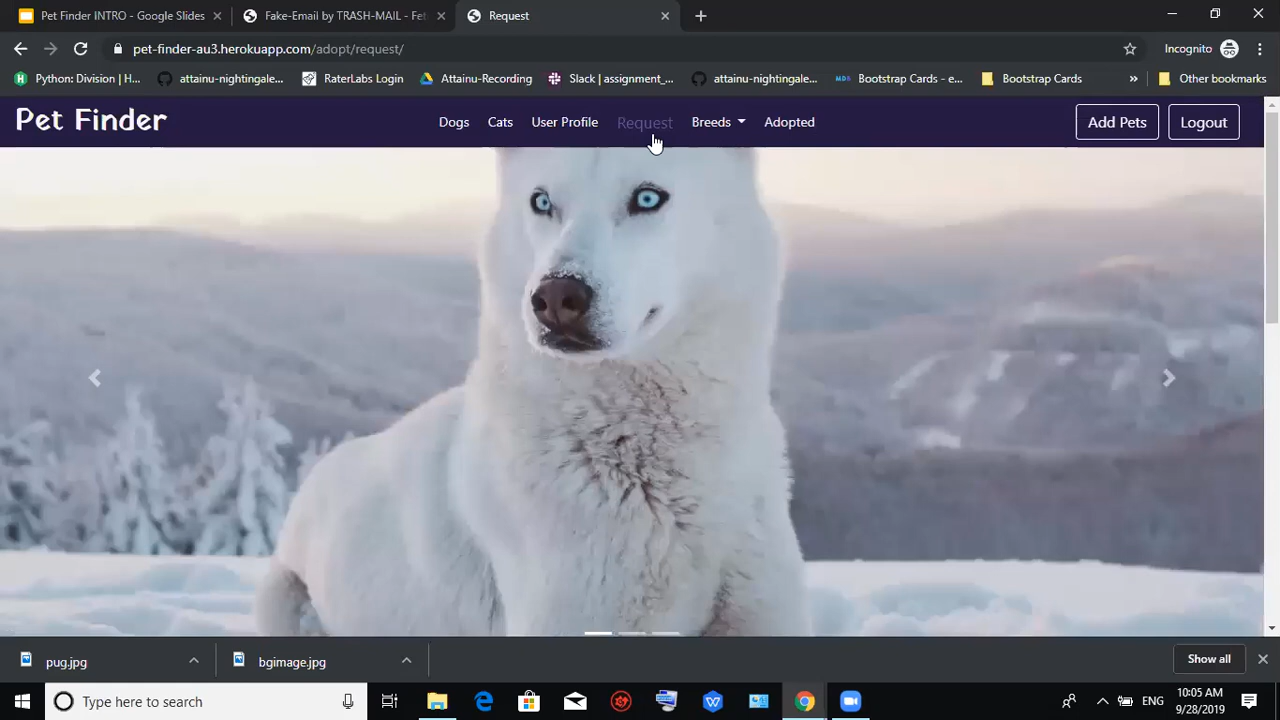 Pet Finder INTRO - Google Slides
Fake-Email by TRASH-MAIL - Fet
Request
pet-finder-au3.herokuapp.com/adopt/request/
Incognito
Python: Division | H...
attainu-nightingale...
RaterLabs Login
Attainu-Recording
Slack | assignment_...
attainu-nightingale...
MDB
Bootstrap Cards - e...
Bootstrap Cards
»
Other bookmarks
Pet Finder
Dogs
Cats
User Profile
Request
Breeds
Adopted
Add Pets
Logout
pug.jpg
bgimage.jpg
Show all
Type here to search
ENG
10:05 AM
9/28/2019